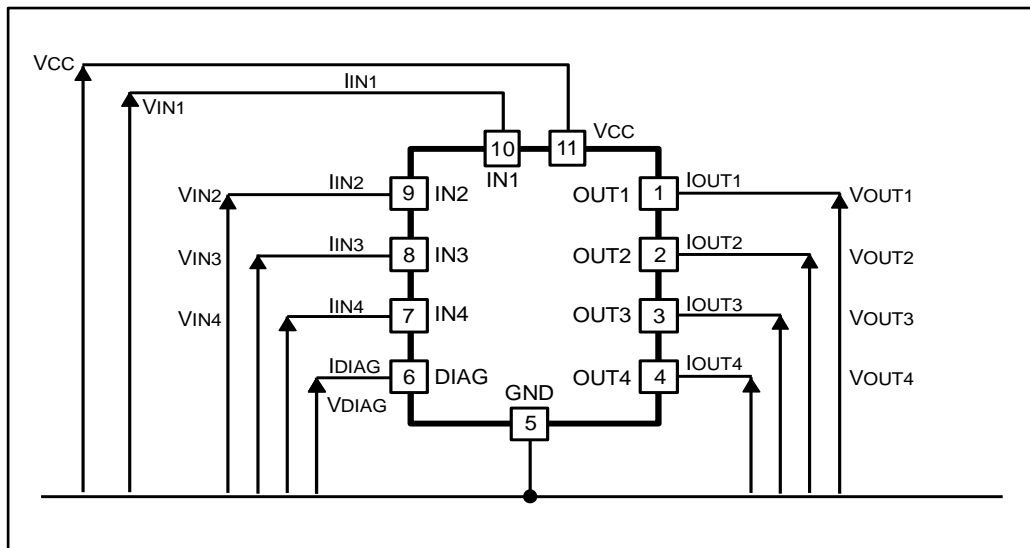 VCC
IIN1
VIN1
VCC
10
11
IN1
VIN2
IIN2
9
IN2
OUT1
1
IOUT1
VOUT1
VIN3
IIN3
8
IN3
OUT2
2
IOUT2
VOUT2
VIN4
IIN4
7
IN4
OUT3
3
IOUT3
VOUT3
IDIAG
6
DIAG
OUT4
4
IOUT4
VOUT4
VDIAG
GND
5